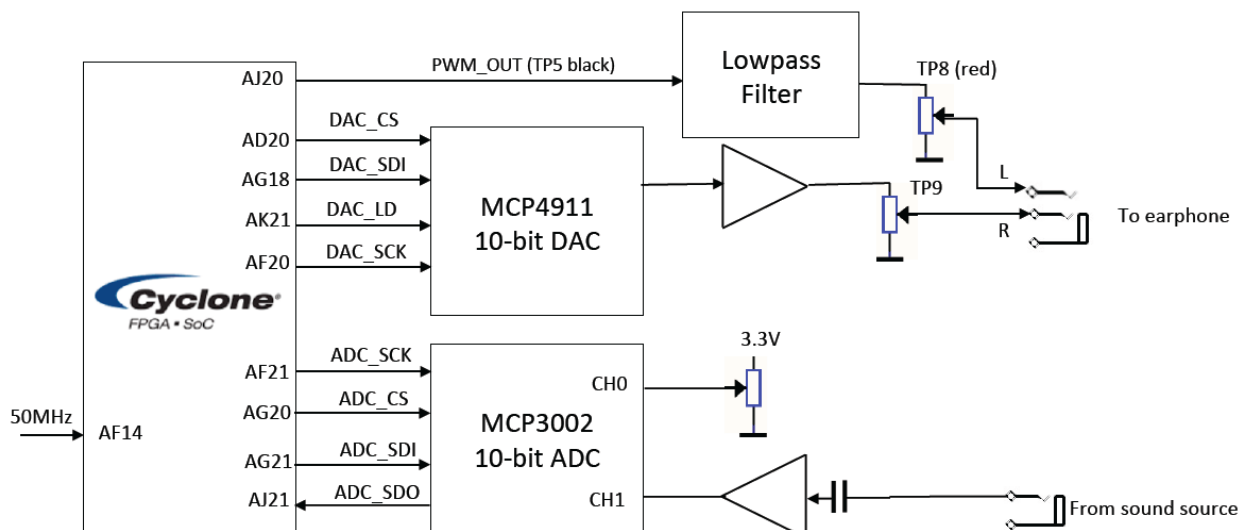 AJ20
PWM_OUT (TP5 black)
Lowpass
Filter
TP8 (red)
AD20
DAC_CS
AG18
DAC_SDI
AK21
DAC_LD
AF20
DAC_SCK
MCP4911
10-bit DAC
TP9
L
R
To earphone
Cyclone®
FPGA • SoC
50MHz
AF14
AF21
ADC_SCK
AG20
ADC_CS
AG21
ADC_SDI
AJ21
ADC_SDO
MCP3002
10-bit ADC
CH0
CH1
3.3V
From sound source